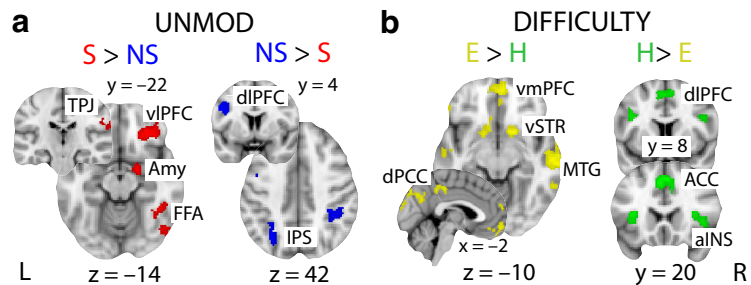 a UNMOD
S > NS
NS > S
y = –22
y = 4
TPJ
vlPFC
dlPFC
Amy
FFA
IPS
L
z = –14
z = 42
b DIFFICULTY
E > H
H > E
vmPFC
dlPFC
vSTR
y = 8
MTG
dPCC
ACC
aINS
x = –2
z = –10
y = 20
R